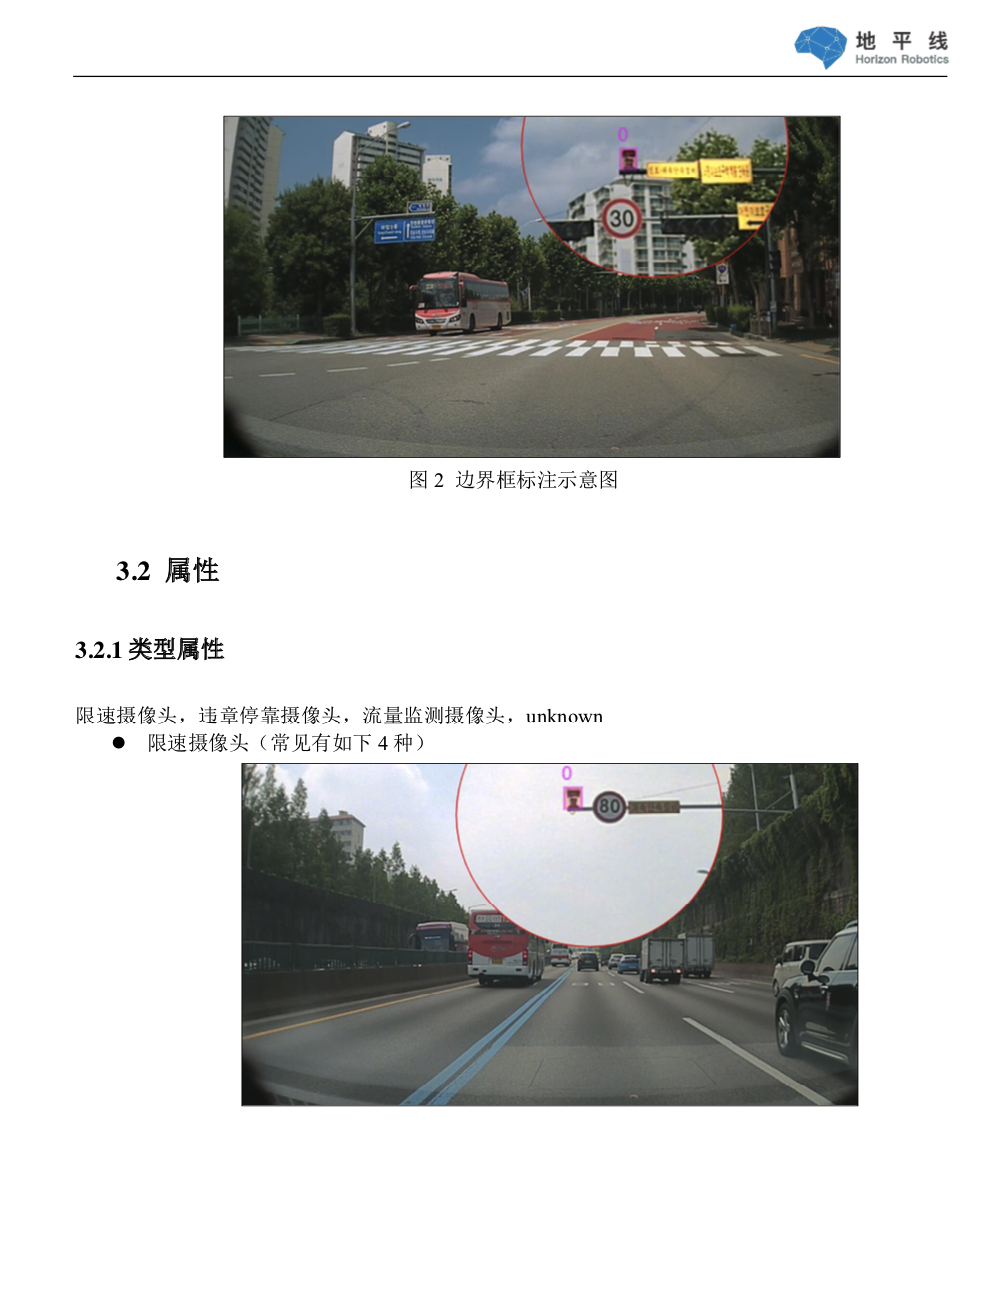 地平线
Horizon Robotics
0
30
图 2 边界框标注示意图
3.2 属性
3.2.1 类型属性
限速摄像头，违章停靠摄像头，流量监测摄像头，unknown
● 限速摄像头（常见有如下 4 种）
0
80